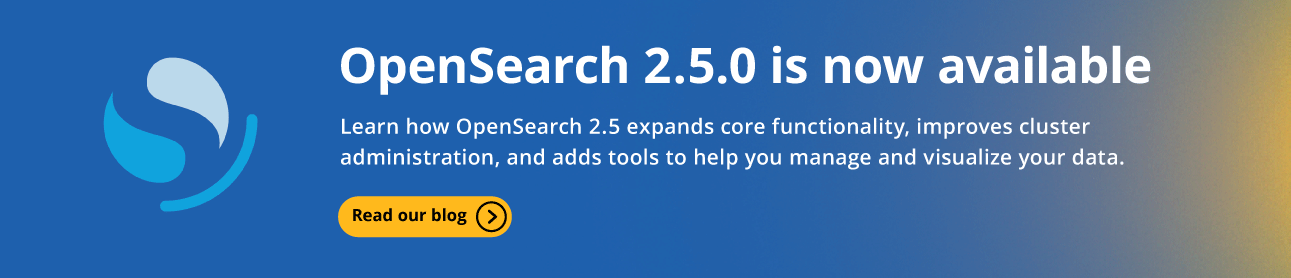 OpenSearch 2.5.0 is now available
Learn how OpenSearch 2.5 expands core functionality, improves cluster
administration, and adds tools to help you manage and visualize your data.
Read our blog